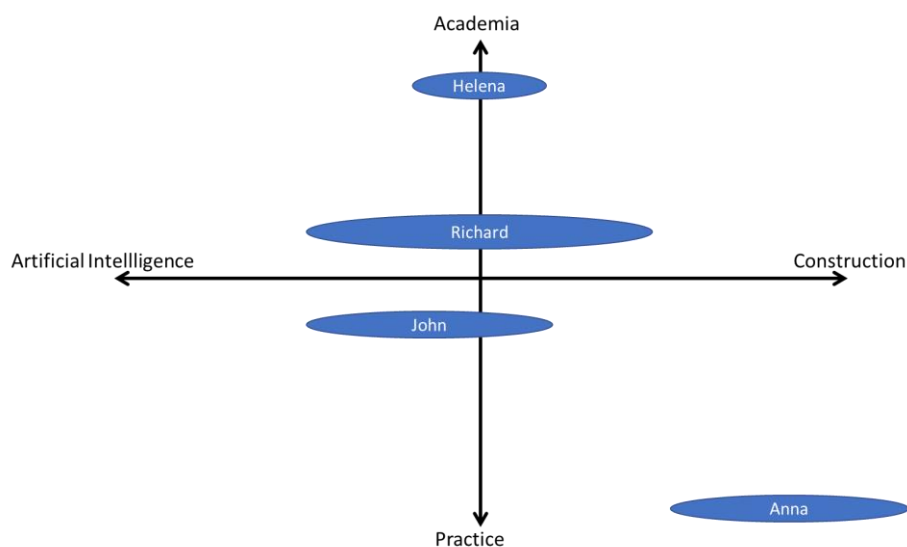 Academia
Helena
Richard
Artificial Intellligence
Construction
John
Anna
Practice